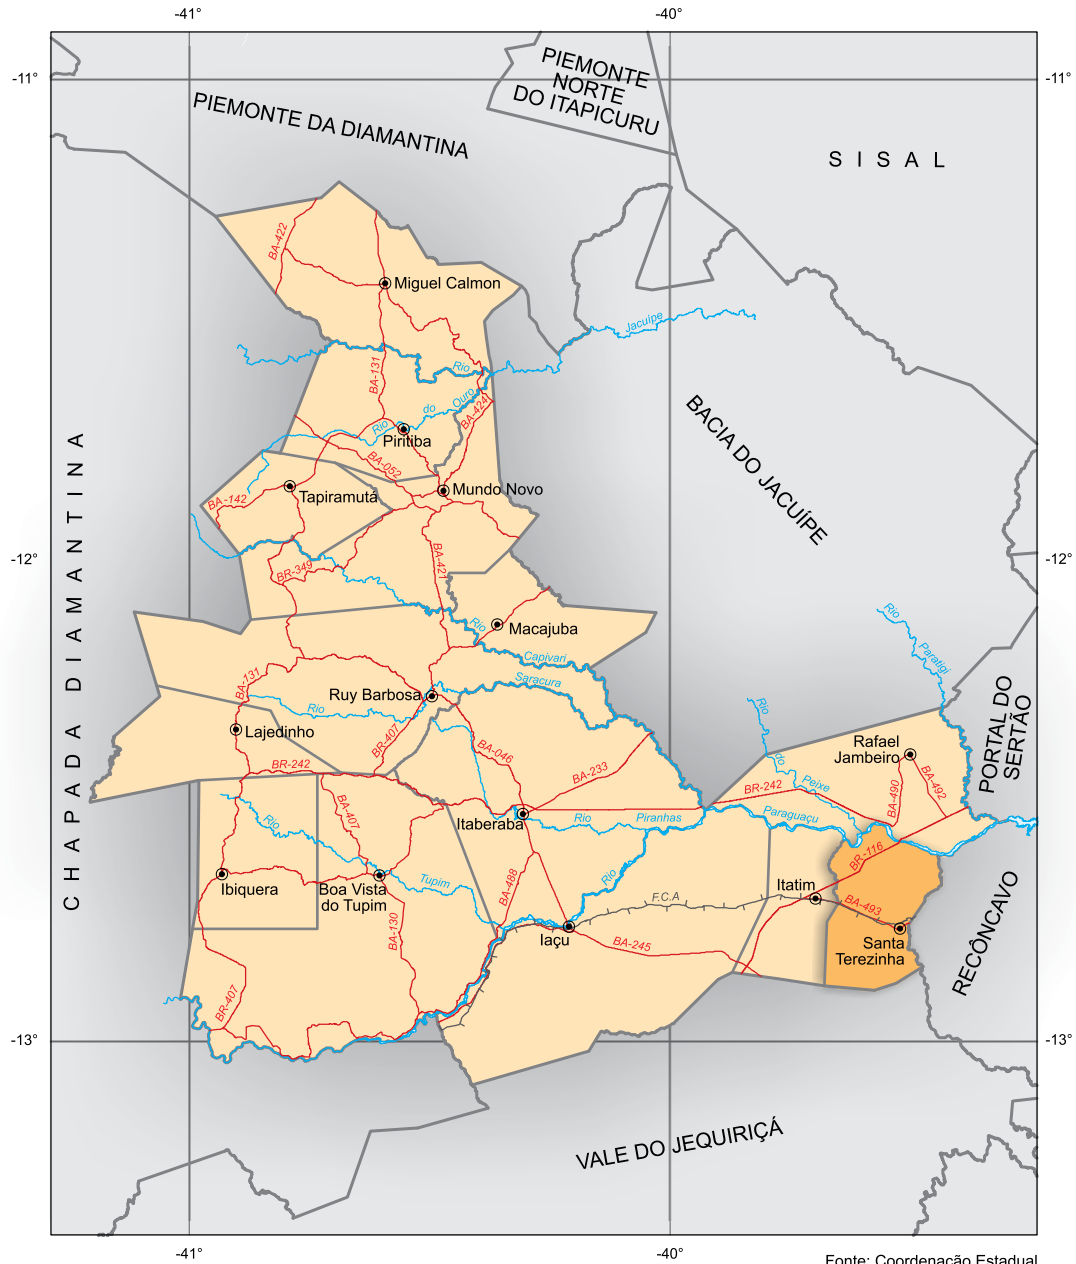 -41°
-40°
-11°
-11°
PIEMONTE
NORTE
DO ITAPICURU
PIEMONTE DA DIAMANTINA
SISAL
BA-422
Miguel Calmon
Jacuípe
Rio
BA-131
Rio
do
Ouro
BA-424
Piritiba
BA-052
BACIA DO JACUÍPE
CHAPADA DIAMANTINA
Tapiramutá
Mundo Novo
BA-142
-12°
-12°
BR-349
BA-421
Rio
Capivari
Macajuba
Rio
Paratigi
Saracura
BA-131
Ruy Barbosa
Rio
Lajedinho
BR-407
BA-046
BR-242
BA-233
Rio
do
Peixe
Rafael
Jambeiro
BA-490
BA-492
PORTAL DO
SERTÃO
BR-242
Paraguaçu
Itaberaba
Rio
Piranhas
BA-407
Rio
BR-116
Ibiquera
Boa Vista
do Tupim
Tupim
BA-488
Rio
F.C.A
Itatim
BA-493
BA-130
Iaçu
BA-245
Santa
Terezinha
RECÔNCAVO
BR-407
-13°
-13°
VALE DO JEQUIRIÇÁ
-41°
-40°
Fonte: Coordenação Estadual